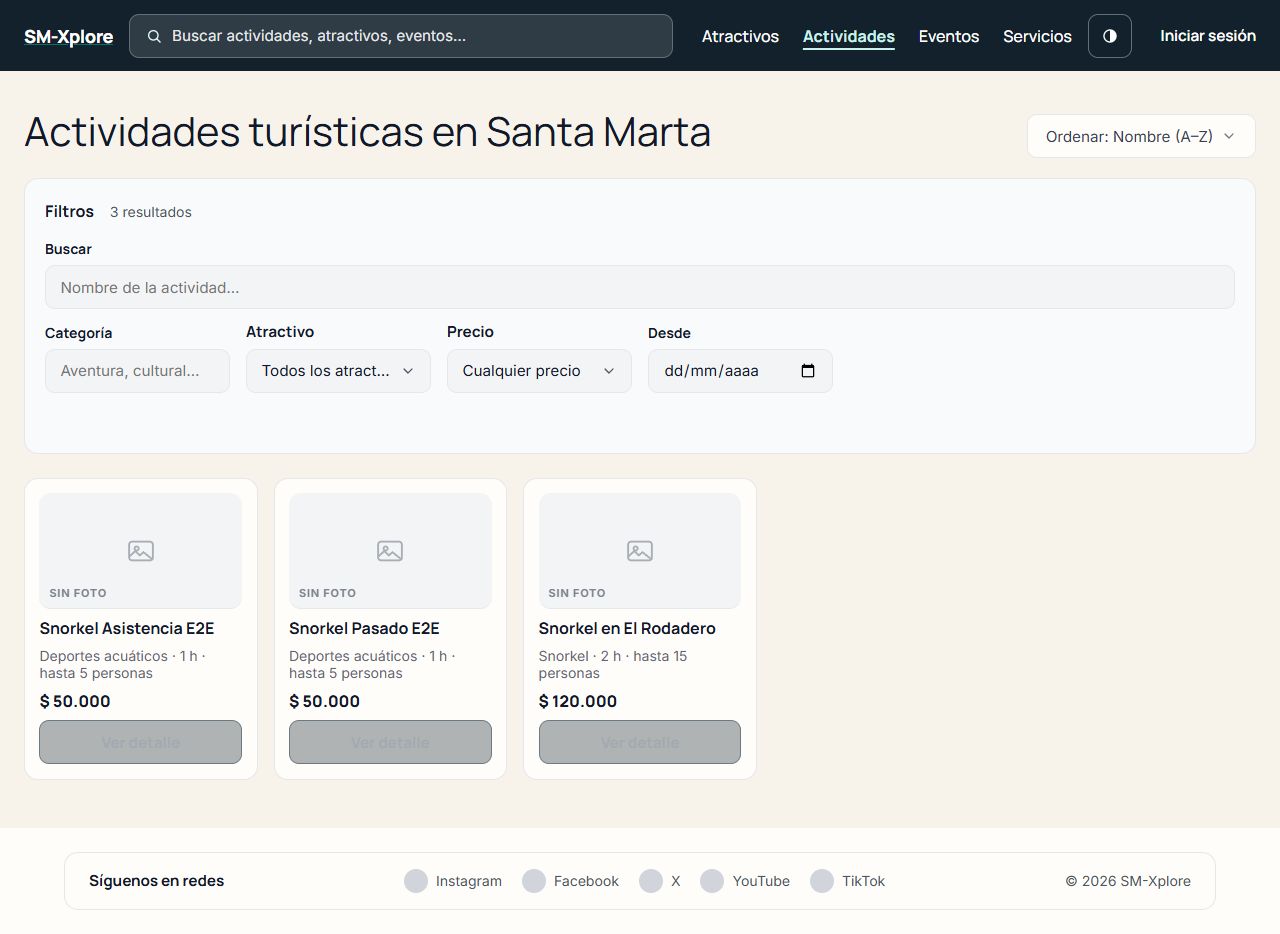 SM-Xplore
Buscar actividades, atractivos, eventos...
Atractivos
Actividades
Eventos
Servicios
Iniciar sesión
Actividades turísticas en Santa Marta
Ordenar: Nombre (A–Z)
Filtros
3 resultados
Buscar
Nombre de la actividad...
Categoría
Atractivo
Precio
Desde
Aventura, cultural...
Todos los atract...
Cualquier precio
dd/mm/aaaa
SIN FOTO
Snorkel Asistencia E2E
Deportes acuáticos · 1 h ·
hasta 5 personas
$ 50.000
Ver detalle
SIN FOTO
Snorkel Pasado E2E
Deportes acuáticos · 1 h ·
hasta 5 personas
$ 50.000
Ver detalle
SIN FOTO
Snorkel en El Rodadero
Snorkel · 2 h · hasta 15
personas
$ 120.000
Ver detalle
Síguenos en redes
Instagram
Facebook
X
YouTube
TikTok
© 2026 SM-Xplore